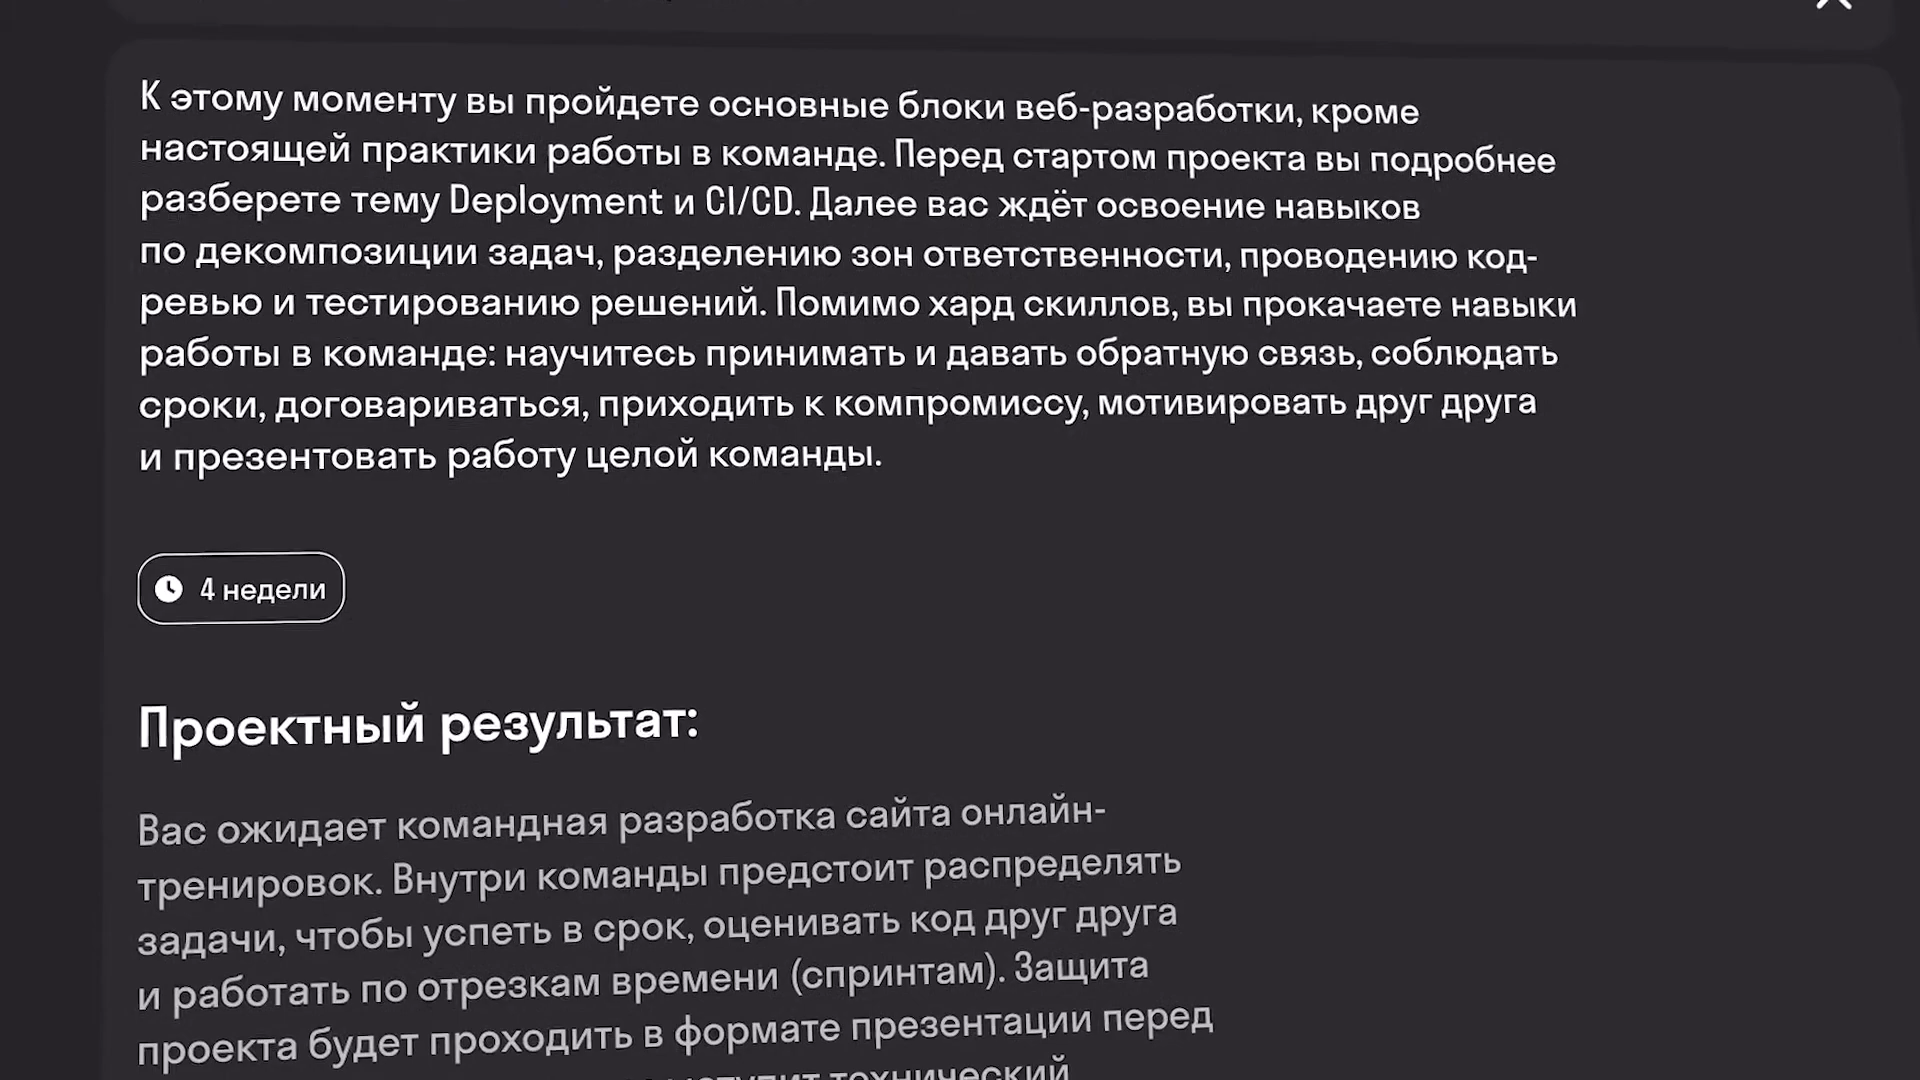 К этому моменту вы пройдете основные блоки веб-разработки, кроме
настоящей практики работы в команде. Перед стартом проекта вы подробнее
разберете тему Deployment и CI/CD. Далее вас ждёт освоение навыков
по декомпозиции задач, разделению зон ответственности, проводению код-
ревью и тестированию решений. Помимо хард скиллов, вы прокачаете навыки
работы в команде: научитесь принимать и давать обратную связь, соблюдать
сроки, договариваться, приходить к компромиссу, мотивировать друг друга
и презентовать работу целой команды.
4 недели
Проектный результат:
Вас ожидает командная разработка сайта онлайн-
тренировок. Внутри команды предстоит распределять
задачи, чтобы успеть в срок, оценивать код друг друга
и работать по отрезкам времени (спринтам). Защита
проекта будет проходить в формате презентации перед
технический